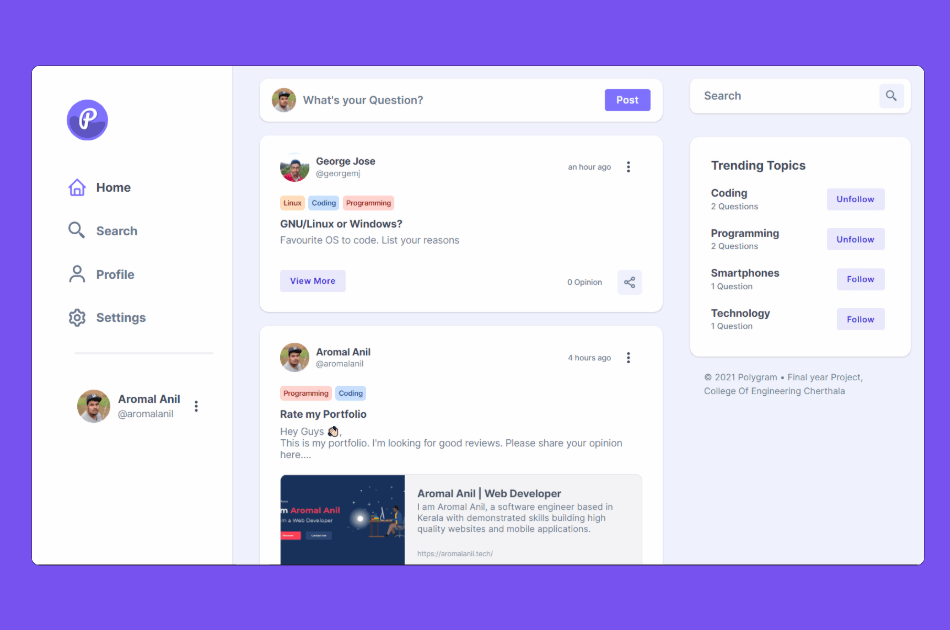 P
Home
Search
Profile
Settings
Aromal Anil
@aromalanil
What's your Question?
Post
George Jose
@georgemj
an hour ago
Linux Coding Programming
GNU/Linux or Windows?
Favourite OS to code. List your reasons
View More
0 Opinion
Aromal Anil
@aromalanil
4 hours ago
Programming Coding
Rate my Portfolio
Hey Guys 👏🏻,
This is my portfolio. I'm looking for good reviews. Please share your opinion
here....
m Aromal Anil
m a Web Developer
Aromal Anil | Web Developer
I am Aromal Anil, a software engineer based in
Kerala with demonstrated skills building high
quality websites and mobile applications.
https://aromalanil.tech/
Search
Trending Topics
Coding
2 Questions
Unfollow
Programming
2 Questions
Unfollow
Smartphones
1 Question
Follow
Technology
1 Question
Follow
© 2021 Polygram • Final year Project,
College Of Engineering Cherthala